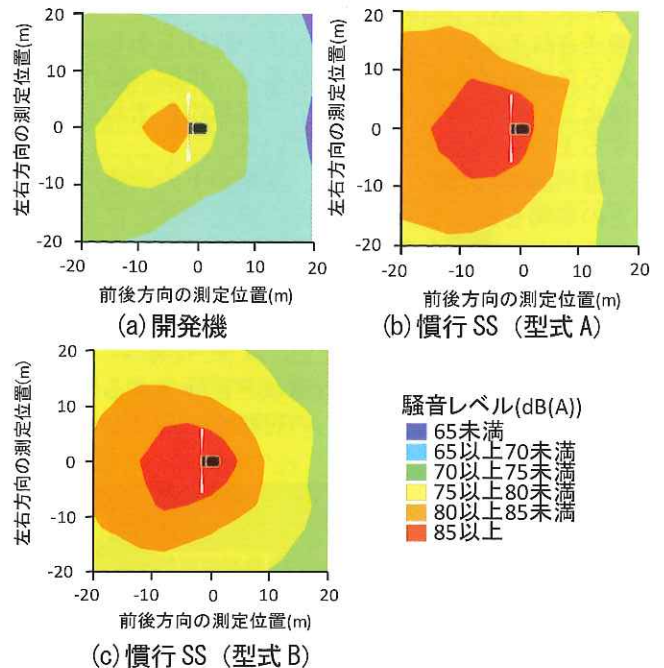 左右方向の測定位置(m)
20
10
0
-10
-20
-20 -10 0 10 20
前後方向の測定位置(m)
(a)開発機
左右方向の測定位置(m)
20
10
0
-10
-20
-20 -10 0 10 20
前後方向の測定位置(m)
(b)慣行SS（型式A）
左右方向の測定位置(m)
20
10
0
-10
-20
-20 -10 0 10 20
前後方向の測定位置(m)
(c)慣行SS（型式B）
騒音レベル(dB(A))
65未満
65以上70未満
70以上75未満
75以上80未満
80以上85未満
85以上